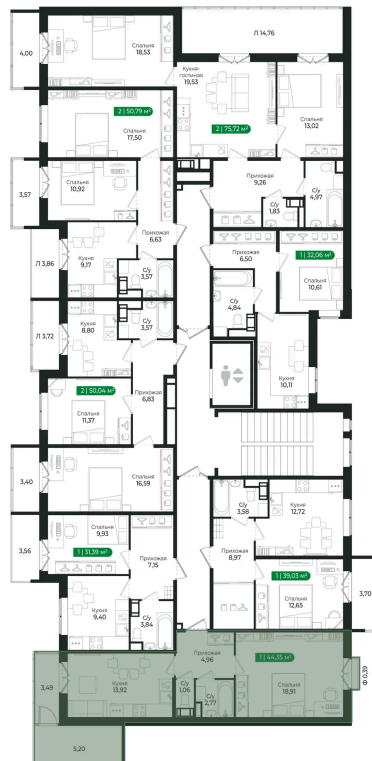 4,00
Спальня
18.53
Л 14,76
Кухня-
гостиная
19,53
2 | 50,79 м²
Спальня
17,50
2 | 75,72 м²
Спальня
13,02
3,57
Спальня
10,92
Прихожая
6,63
9,26
С/у
1,83
С/у
4,97
Л 3,86
Кухня
9,17
С/у
3,57
Прихожая
6,50
1 | 32,06 м²
Спальня
10,61
С/у
4,84
Л 3,72
Кухня
8,80
С/у
3,57
Кухня
10,11
2 | 50,04 м²
Спальня
11,37
Прихожая
6,83
3,40
Спальня
16,59
С/у
3,58
Кухня
12,72
3,56
Спальня
9,93
1 | 31,39 м²
Прихожая
7,15
Прихожая
8,97
1 | 39,03 м²
Спальня
12,65
3,70
Кухня
9,40
С/у
3,84
3,49
Кухня
13,92
Прихожая
4,96
С/у
1,06
С/у
2,77
1 | 44,35 м²
Спальня
18,91
Ф 0,39
5,20